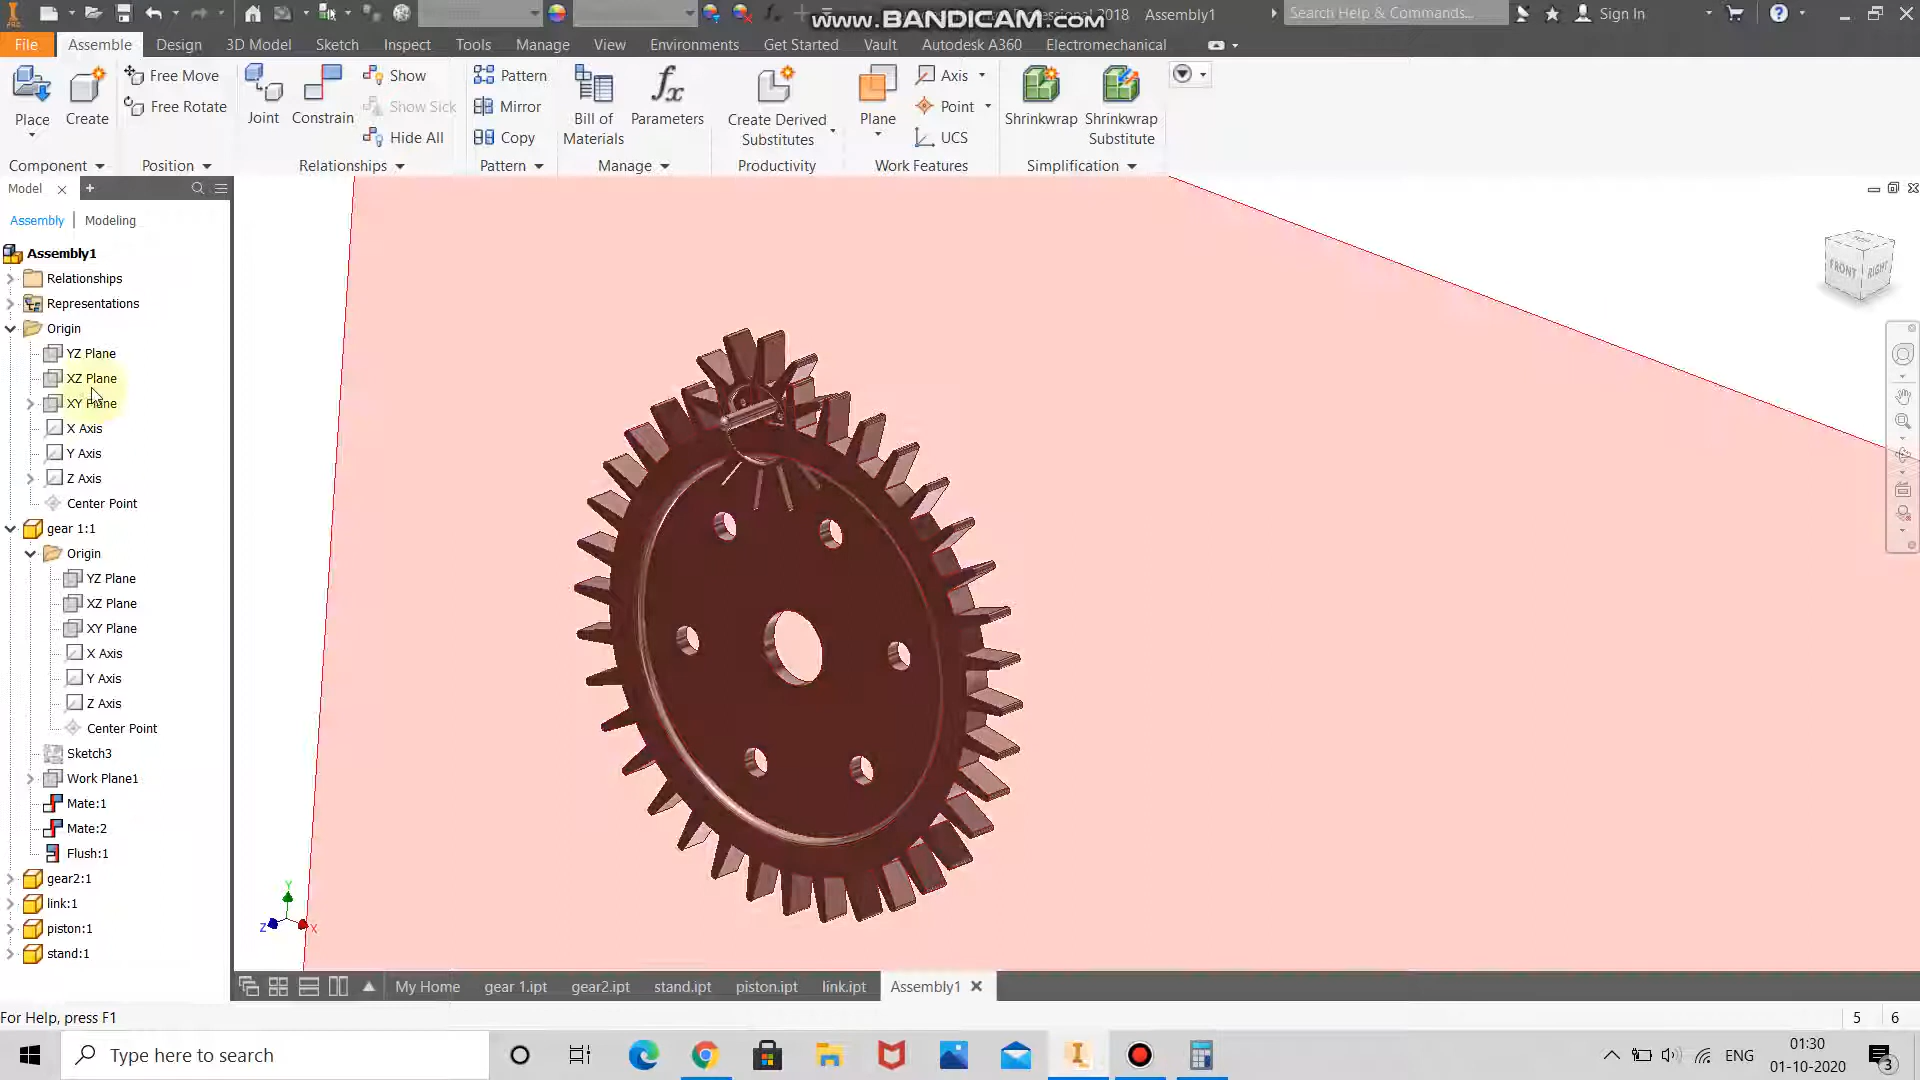 www.BANDICAM.com
2018 Assembly1
Search Help & Commands...
Sign In
File
Assemble
Design
3D Model
Sketch
Inspect
Tools
Manage
View
Environments
Get Started
Vault
Autodesk A360
Electromechanical
Place
Create
Free Move
Free Rotate
Joint
Constrain
Show
Show Sick
Hide All
Pattern
Mirror
Copy
Bill of
Materials
Parameters
Create Derived
Substitutes
Plane
Axis
Point
UCS
Shrinkwrap
Shrinkwrap
Substitute
Component
Position
Relationships
Pattern
Manage
Productivity
Work Features
Simplification
Model
Assembly
Modeling
Assembly1
Relationships
Representations
Origin
YZ Plane
XZ Plane
XY Plane
X Axis
Y Axis
Z Axis
Center Point
gear 1:1
Origin
YZ Plane
XZ Plane
XY Plane
X Axis
Y Axis
Z Axis
Center Point
Sketch3
Work Plane1
Mate:1
Mate:2
Flush:1
gear2:1
link:1
piston:1
stand:1
FRONT
RIGHT
Y
Z
X
My Home
gear 1.ipt
gear2.ipt
stand.ipt
piston.ipt
link.ipt
Assembly1
For Help, press F1
5
6
Type here to search
ENG
01:30
01-10-2020
3